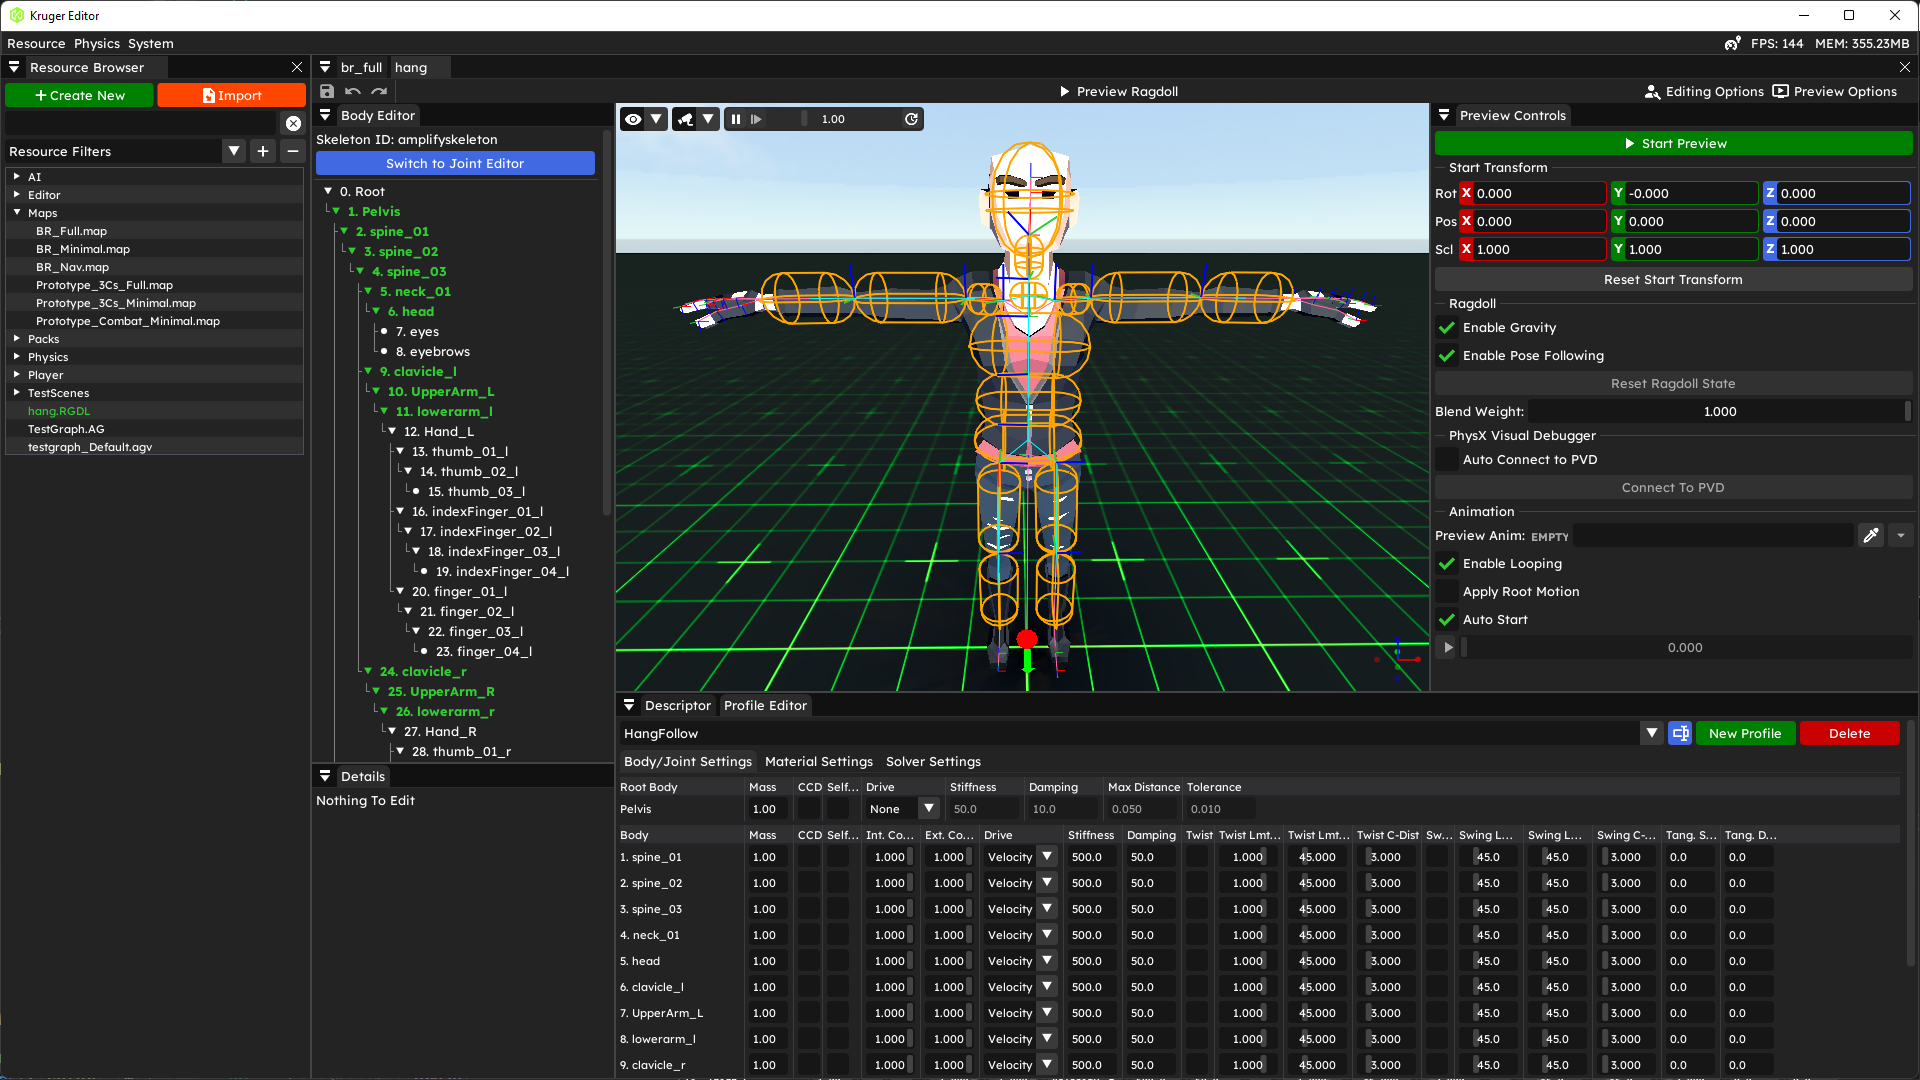 Kruger Editor
Resource Physics System
FPS: 144 MEM: 355.23MB
Resource Browser
Create New Import
Resource Filters
AI
Editor
Maps
BR_Full.map
BR_Minimal.map
BR_Nav.map
Prototype_3Cs_Full.map
Prototype_3Cs_Minimal.map
Prototype_Combat_Minimal.map
Packs
Physics
Player
TestScenes
hang.RGDL
TestGraph.AG
testgraph_Default.agv
br_full hang
Preview Ragdoll
Editing Options Preview Options
Body Editor
Skeleton ID: amplifyskeleton
Switch to Joint Editor
0. Root
1. Pelvis
2. spine_01
3. spine_02
4. spine_03
5. neck_01
6. head
7. eyes
8. eyebrows
9. clavicle_l
10. UpperArm_L
11. lowerarm_l
12. Hand_L
13. thumb_01_l
14. thumb_02_l
15. thumb_03_l
16. indexFinger_01_l
17. indexFinger_02_l
18. indexFinger_03_l
19. indexFinger_04_l
20. finger_01_l
21. finger_02_l
22. finger_03_l
23. finger_04_l
24. clavicle_r
25. UpperArm_R
26. lowerarm_r
27. Hand_R
28. thumb_01_r
Details
Nothing To Edit
1.00
Preview Controls
Start Preview
Start Transform
Rot X 0.000 Y -0.000 Z 0.000
Pos X 0.000 Y 0.000 Z 0.000
Scl X 1.000 Y 1.000 Z 1.000
Reset Start Transform
Ragdoll
Enable Gravity
Enable Pose Following
Reset Ragdoll State
Blend Weight: 1.000
PhysX Visual Debugger
Auto Connect to PVD
Connect To PVD
Animation
Preview Anim: EMPTY
Enable Looping
Apply Root Motion
Auto Start
0.000
Descriptor Profile Editor
HangFollow
New Profile Delete
Body/Joint Settings Material Settings Solver Settings
Root Body Mass CCD Self... Drive Stiffness Damping Max Distance Tolerance
Pelvis 1.00 None 50.0 10.0 0.050 0.010
Body Mass CCD Self... Int. Co... Ext. Co... Drive Stiffness Damping Twist Twist Lmt... Twist Lmt... Twist C-Dist Sw... Swing L... Swing L... Swing C-... Tang. S... Tang. D...
1. spine_01 1.00 1.000 1.000 Velocity 500.0 50.0 1.000 45.000 3.000 45.0 45.0 3.000 0.0 0.0
2. spine_02 1.00 1.000 1.000 Velocity 500.0 50.0 1.000 45.000 3.000 45.0 45.0 3.000 0.0 0.0
3. spine_03 1.00 1.000 1.000 Velocity 500.0 50.0 1.000 45.000 3.000 45.0 45.0 3.000 0.0 0.0
4. neck_01 1.00 1.000 1.000 Velocity 500.0 50.0 1.000 45.000 3.000 45.0 45.0 3.000 0.0 0.0
5. head 1.00 1.000 1.000 Velocity 500.0 50.0 1.000 45.000 3.000 45.0 45.0 3.000 0.0 0.0
6. clavicle_l 1.00 1.000 1.000 Velocity 500.0 50.0 1.000 45.000 3.000 45.0 45.0 3.000 0.0 0.0
7. UpperArm_L 1.00 1.000 1.000 Velocity 500.0 50.0 1.000 45.000 3.000 45.0 45.0 3.000 0.0 0.0
8. lowerarm_l 1.00 1.000 1.000 Velocity 500.0 50.0 1.000 45.000 3.000 45.0 45.0 3.000 0.0 0.0
9. clavicle_r 1.00 1.000 1.000 Velocity 500.0 50.0 1.000 45.000 3.000 45.0 45.0 3.000 0.0 0.0